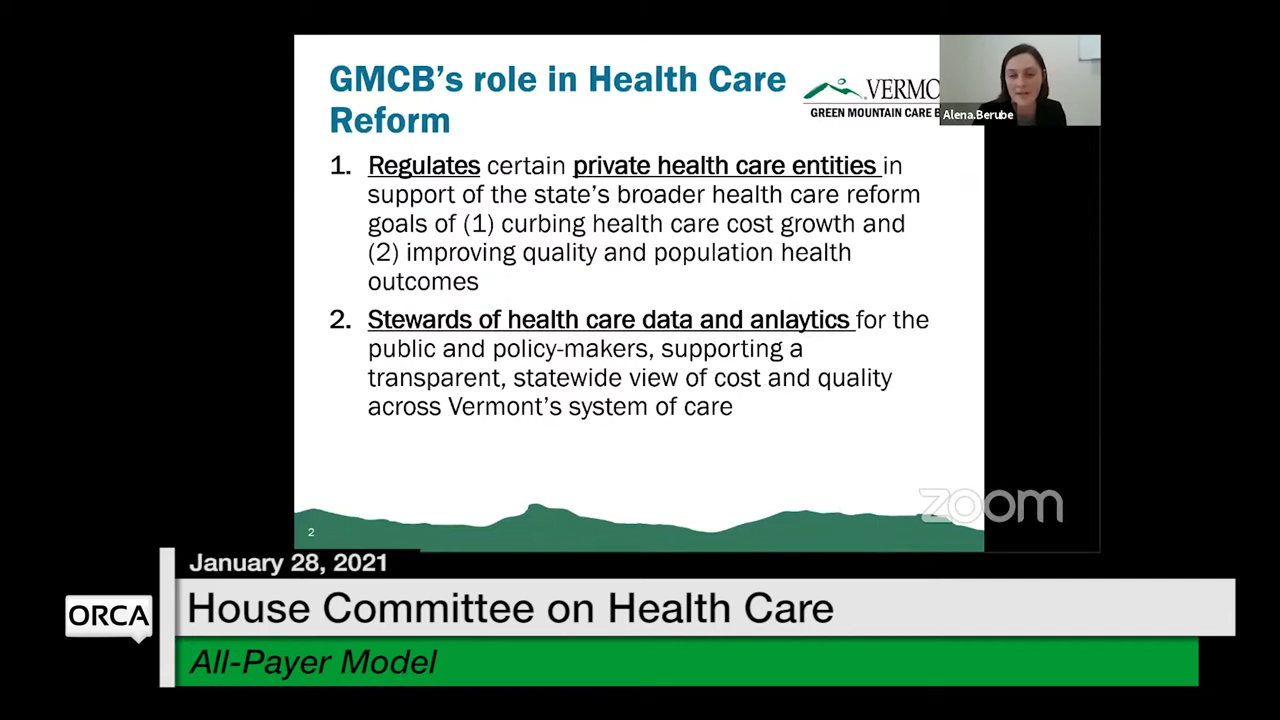 GMCB's role in Health Care
Reform
VERMO
GREEN MOUNTAIN CARE B
Alena.Berube
1. Regulates certain private health care entities in
support of the state's broader health care reform
goals of (1) curbing health care cost growth and
(2) improving quality and population health
outcomes
2. Stewards of health care data and anlaytics for the
public and policy-makers, supporting a
transparent, statewide view of cost and quality
across Vermont's system of care
zoom
2
January 28, 2021
ORCA
House Committee on Health Care
All-Payer Model